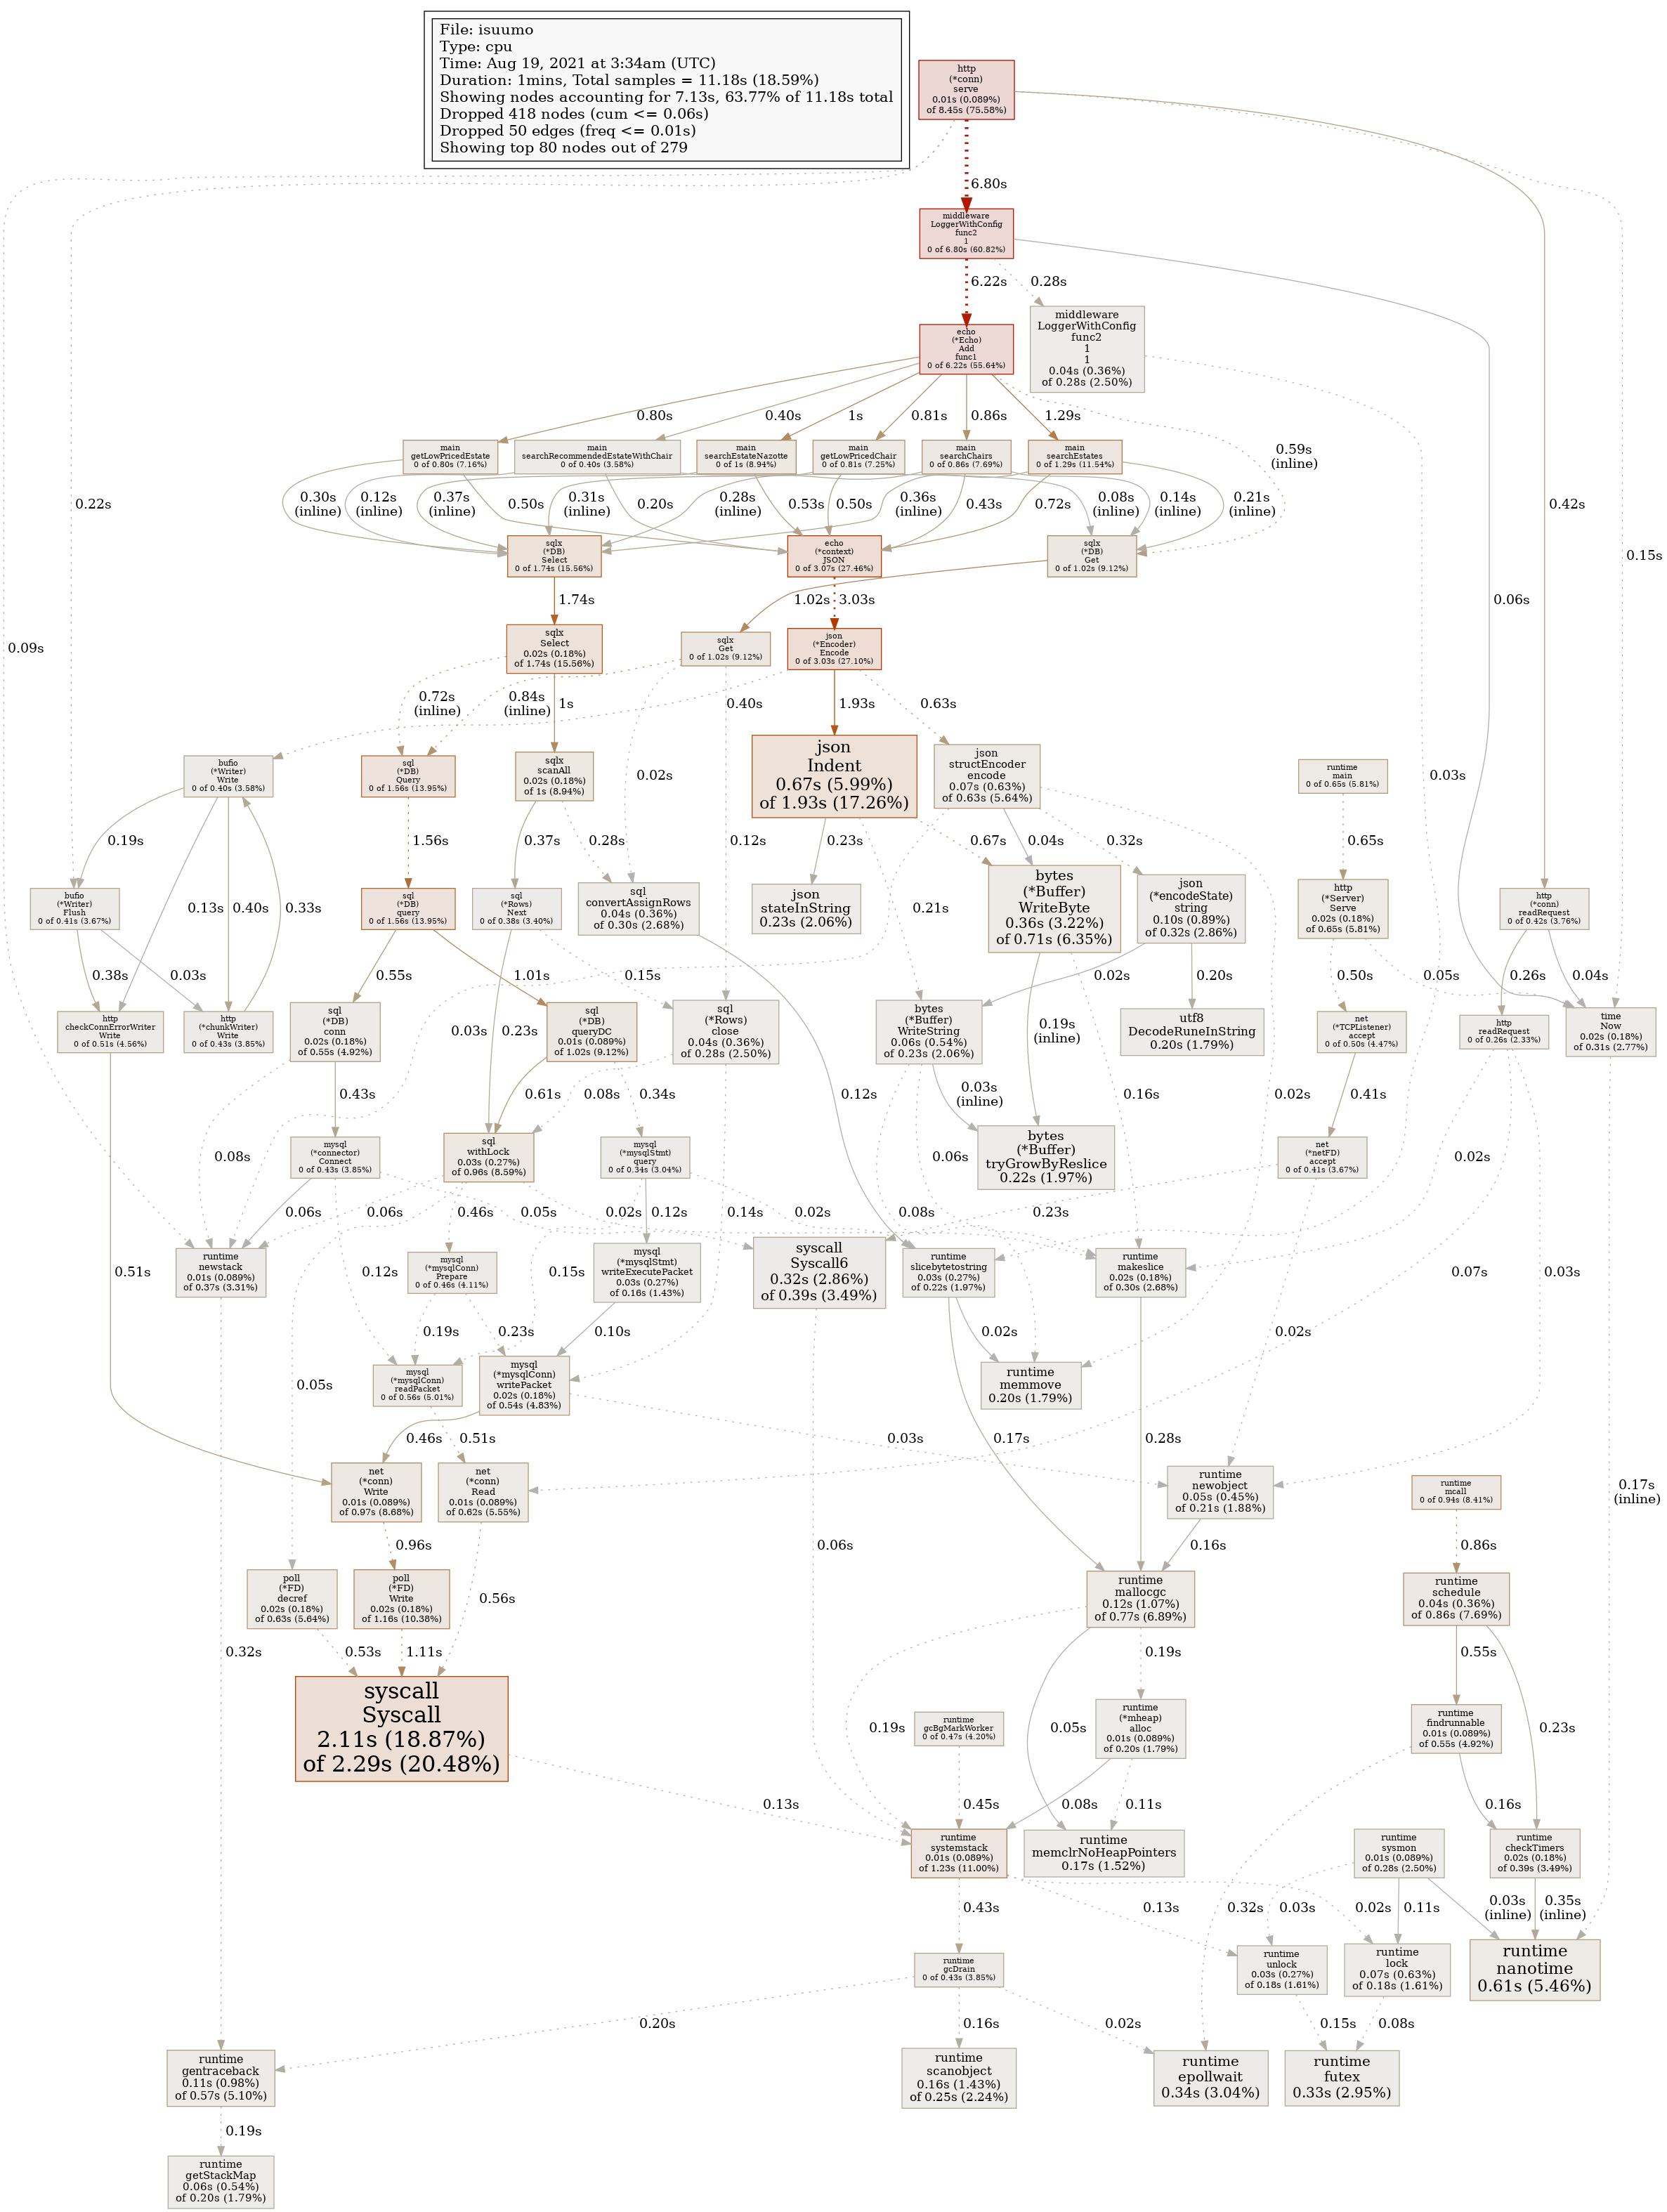 File: isuumo
Type: cpu
Time: Aug 19, 2021 at 3:34am (UTC)
Duration: 1mins, Total samples = 11.18s (18.59%)
Showing nodes accounting for 7.13s, 63.77% of 11.18s total
Dropped 418 nodes (cum <= 0.06s)
Dropped 50 edges (freq <= 0.01s)
Showing top 80 nodes out of 279
http
(*conn)
serve
0.01s (0.089%)
of 8.45s (75.58%)
6.80s
middleware
LoggerWithConfig
func2
1
0 of 6.80s (60.82%)
6.22s
0.28s
middleware
LoggerWithConfig
func2
1
1
0.04s (0.36%)
of 0.28s (2.50%)
echo
(*Echo)
Add
func1
0 of 6.22s (55.64%)
0.80s
0.40s
1s
0.81s
0.86s
1.29s
0.59s
(inline)
0.22s
0.42s
0.15s
main
getLowPricedEstate
0 of 0.80s (7.16%)
main
searchRecommendedEstateWithChair
0 of 0.40s (3.58%)
main
searchEstateNazotte
0 of 1s (8.94%)
main
getLowPricedChair
0 of 0.81s (7.25%)
main
searchChairs
0 of 0.86s (7.69%)
main
searchEstates
0 of 1.29s (11.54%)
0.30s
(inline)
0.12s
(inline)
0.37s
(inline)
0.50s
0.31s
(inline)
0.20s
0.28s
(inline)
0.53s
0.50s
0.36s
(inline)
0.43s
0.72s
0.08s
(inline)
0.14s
(inline)
0.21s
(inline)
sqlx
(*DB)
Select
0 of 1.74s (15.56%)
echo
(*context)
JSON
0 of 3.07s (27.46%)
sqlx
(*DB)
Get
0 of 1.02s (9.12%)
1.74s
1.02s
3.03s
0.06s
0.09s
sqlx
Select
0.02s (0.18%)
of 1.74s (15.56%)
sqlx
Get
0 of 1.02s (9.12%)
json
(*Encoder)
Encode
0 of 3.03s (27.10%)
0.72s
(inline)
0.84s
(inline)
1s
0.40s
1.93s
0.63s
0.02s
0.03s
bufio
(*Writer)
Write
0 of 0.40s (3.58%)
sql
(*DB)
Query
0 of 1.56s (13.95%)
sqlx
scanAll
0.02s (0.18%)
of 1s (8.94%)
json
Indent
0.67s (5.99%)
of 1.93s (17.26%)
json
structEncoder
encode
0.07s (0.63%)
of 0.63s (5.64%)
runtime
main
0 of 0.65s (5.81%)
0.19s
0.13s
0.40s
0.33s
1.56s
0.37s
0.28s
0.12s
0.23s
0.67s
0.04s
0.32s
0.21s
0.65s
bufio
(*Writer)
Flush
0 of 0.41s (3.67%)
sql
(*DB)
query
0 of 1.56s (13.95%)
sql
(*Rows)
Next
0 of 0.38s (3.40%)
sql
convertAssignRows
0.04s (0.36%)
of 0.30s (2.68%)
json
stateInString
0.23s (2.06%)
bytes
(*Buffer)
WriteByte
0.36s (3.22%)
of 0.71s (6.35%)
json
(*encodeState)
string
0.10s (0.89%)
of 0.32s (2.86%)
http
(*Server)
Serve
0.02s (0.18%)
of 0.65s (5.81%)
http
(*conn)
readRequest
0 of 0.42s (3.76%)
0.38s
0.03s
0.55s
1.01s
0.15s
0.02s
0.20s
0.50s
0.05s
0.26s
0.04s
http
checkConnErrorWriter
Write
0 of 0.51s (4.56%)
http
(*chunkWriter)
Write
0 of 0.43s (3.85%)
sql
(*DB)
conn
0.02s (0.18%)
of 0.55s (4.92%)
sql
(*DB)
queryDC
0.01s (0.089%)
of 1.02s (9.12%)
sql
(*Rows)
close
0.04s (0.36%)
of 0.28s (2.50%)
bytes
(*Buffer)
WriteString
0.06s (0.54%)
of 0.23s (2.06%)
utf8
DecodeRuneInString
0.20s (1.79%)
net
(*TCPListener)
accept
0 of 0.50s (4.47%)
http
readRequest
0 of 0.26s (2.33%)
time
Now
0.02s (0.18%)
of 0.31s (2.77%)
0.03s
0.23s
0.19s
(inline)
0.43s
0.61s
0.08s
0.34s
0.12s
0.03s
(inline)
0.16s
0.02s
0.41s
0.08s
mysql
(*connector)
Connect
0 of 0.43s (3.85%)
sql
withLock
0.03s (0.27%)
of 0.96s (8.59%)
mysql
(*mysqlStmt)
query
0 of 0.34s (3.04%)
bytes
(*Buffer)
tryGrowByReslice
0.22s (1.97%)
net
(*netFD)
accept
0 of 0.41s (3.67%)
0.06s
0.02s
0.06s
0.06s
0.46s
0.05s
0.02s
0.12s
0.02s
0.14s
0.08s
0.23s
runtime
newstack
0.01s (0.089%)
of 0.37s (3.31%)
mysql
(*mysqlConn)
Prepare
0 of 0.46s (4.11%)
mysql
(*mysqlStmt)
writeExecutePacket
0.03s (0.27%)
of 0.16s (1.43%)
syscall
Syscall6
0.32s (2.86%)
of 0.39s (3.49%)
runtime
slicebytetostring
0.03s (0.27%)
of 0.22s (1.97%)
runtime
makeslice
0.02s (0.18%)
of 0.30s (2.68%)
0.51s
0.12s
0.15s
0.07s
0.03s
0.19s
0.23s
0.10s
0.02s
0.02s
0.05s
mysql
(*mysqlConn)
readPacket
0 of 0.56s (5.01%)
mysql
(*mysqlConn)
writePacket
0.02s (0.18%)
of 0.54s (4.83%)
runtime
memmove
0.20s (1.79%)
0.46s
0.51s
0.03s
0.17s
0.28s
net
(*conn)
Write
0.01s (0.089%)
of 0.97s (8.68%)
net
(*conn)
Read
0.01s (0.089%)
of 0.62s (5.55%)
runtime
newobject
0.05s (0.45%)
of 0.21s (1.88%)
runtime
mcall
0 of 0.94s (8.41%)
0.17s
(inline)
0.96s
0.56s
0.06s
0.16s
0.86s
poll
(*FD)
decref
0.02s (0.18%)
of 0.63s (5.64%)
poll
(*FD)
Write
0.02s (0.18%)
of 1.16s (10.38%)
runtime
mallocgc
0.12s (1.07%)
of 0.77s (6.89%)
runtime
schedule
0.04s (0.36%)
of 0.86s (7.69%)
0.32s
0.53s
1.11s
0.19s
0.55s
syscall
Syscall
2.11s (18.87%)
of 2.29s (20.48%)
runtime
gcBgMarkWorker
0 of 0.47s (4.20%)
runtime
(*mheap)
alloc
0.01s (0.089%)
of 0.20s (1.79%)
runtime
findrunnable
0.01s (0.089%)
of 0.55s (4.92%)
0.19s
0.05s
0.23s
0.13s
0.45s
0.08s
0.11s
0.16s
runtime
systemstack
0.01s (0.089%)
of 1.23s (11.00%)
runtime
memclrNoHeapPointers
0.17s (1.52%)
runtime
sysmon
0.01s (0.089%)
of 0.28s (2.50%)
runtime
checkTimers
0.02s (0.18%)
of 0.39s (3.49%)
0.43s
0.13s
0.32s
0.03s
0.02s
0.11s
0.03s
(inline)
0.35s
(inline)
runtime
gcDrain
0 of 0.43s (3.85%)
runtime
unlock
0.03s (0.27%)
of 0.18s (1.61%)
runtime
lock
0.07s (0.63%)
of 0.18s (1.61%)
runtime
nanotime
0.61s (5.46%)
0.20s
0.16s
0.02s
0.15s
0.08s
runtime
gentraceback
0.11s (0.98%)
of 0.57s (5.10%)
runtime
scanobject
0.16s (1.43%)
of 0.25s (2.24%)
runtime
epollwait
0.34s (3.04%)
runtime
futex
0.33s (2.95%)
0.19s
runtime
getStackMap
0.06s (0.54%)
of 0.20s (1.79%)